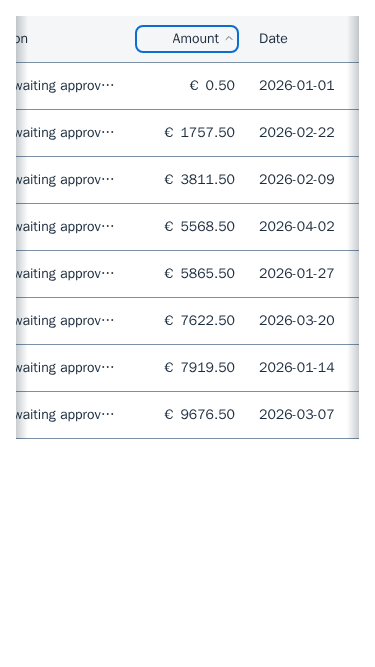 on Amount Date
waiting approv··· € 0.50 2026-01-01
waiting approv··· € 1757.50 2026-02-22
waiting approv··· € 3811.50 2026-02-09
waiting approv··· € 5568.50 2026-04-02
waiting approv··· € 5865.50 2026-01-27
waiting approv··· € 7622.50 2026-03-20
waiting approv··· € 7919.50 2026-01-14
waiting approv··· € 9676.50 2026-03-07